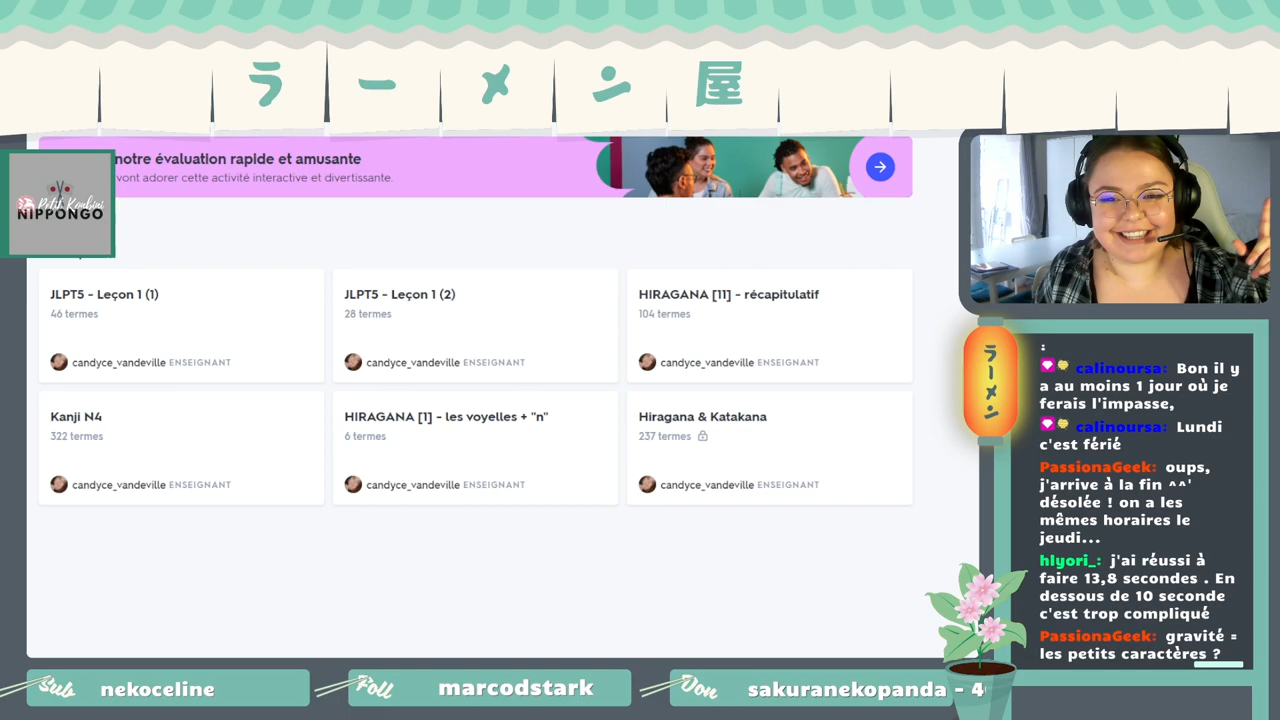 ラーメン屋
notre évaluation rapide et amusante
vont adorer cette activité interactive et divertissante.
Petit Konbini
NIPPONGO
JLPT5 - Leçon 1 (1)
46 termes
candyce_vandeville ENSEIGNANT
JLPT5 - Leçon 1 (2)
28 termes
candyce_vandeville ENSEIGNANT
HIRAGANA [11] - récapitulatif
104 termes
candyce_vandeville ENSEIGNANT
Kanji N4
322 termes
candyce_vandeville ENSEIGNANT
HIRAGANA [1] - les voyelles + "n"
6 termes
candyce_vandeville ENSEIGNANT
Hiragana & Katakana
237 termes
candyce_vandeville ENSEIGNANT
ラーメン
:
calinoursa: Bon il y
a au moins 1 jour où je
ferais l'impasse,
calinoursa: Lundi
c'est férié
PassionaGeek: oups,
j'arrive à la fin ^^'
désolée ! on a les
mêmes horaires le
jeudi...
hlyori_: j'ai réussi à
faire 13,8 secondes . En
dessous de 10 seconde
c'est trop compliqué
PassionaGeek: gravité =
les petits caractères ?
Sub nekoceline
Foll marcodstark
Don sakuranekopanda - 4